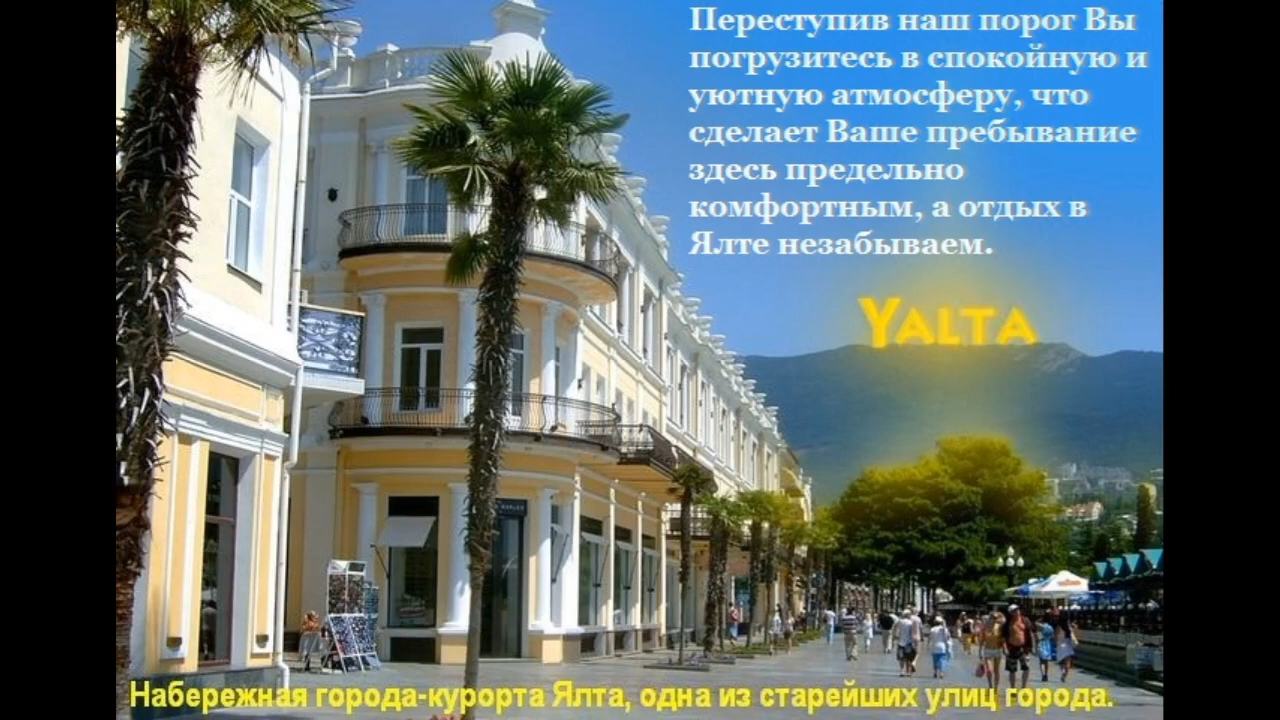 Переступив наш порог Вы
погрузитесь в спокойную и
уютную атмосферу, что
сделает Ваше пребывание
здесь предельно
комфортным, а отдых в
Ялте незабываем.
YALTA
Набережная города-курорта Ялта, одна из старейших улиц города.